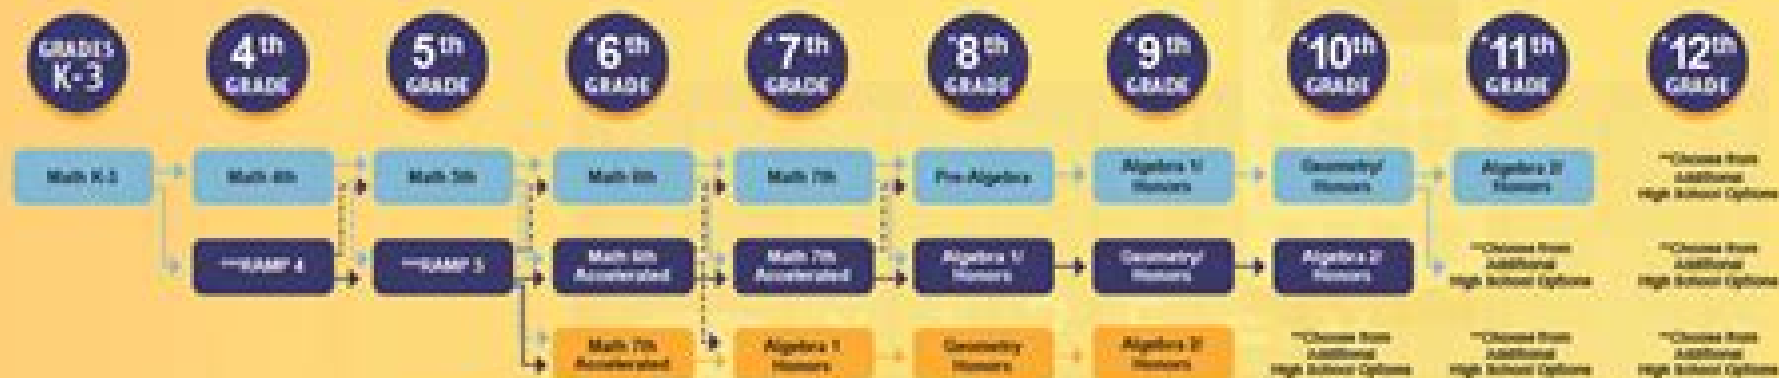 GRADES
K-3
4th
GRADE
5th
GRADE
*6th
GRADE
*7th
GRADE
*8th
GRADE
*9th
GRADE
*10th
GRADE
*11th
GRADE
*12th
GRADE
Math K-3
Math 4th
Math 5th
Math 6th
Math 7th
Pre-Algebra
Algebra 1/
Honors
Geometry/
Honors
Algebra 2/
Honors
**Choose from
Additional
High School Options
***RAMP 4
***RAMP 5
Math 6th
Accelerated
Math 7th
Accelerated
Algebra 1/
Honors
Geometry/
Honors
Algebra 2/
Honors
**Choose from
Additional
High School Options
**Choose from
Additional
High School Options
Math 7th
Accelerated
Algebra 1
Honors
Geometry
Honors
Algebra 2/
Honors
**Choose from
Additional
High School Options
**Choose from
Additional
High School Options
**Choose from
Additional
High School Options